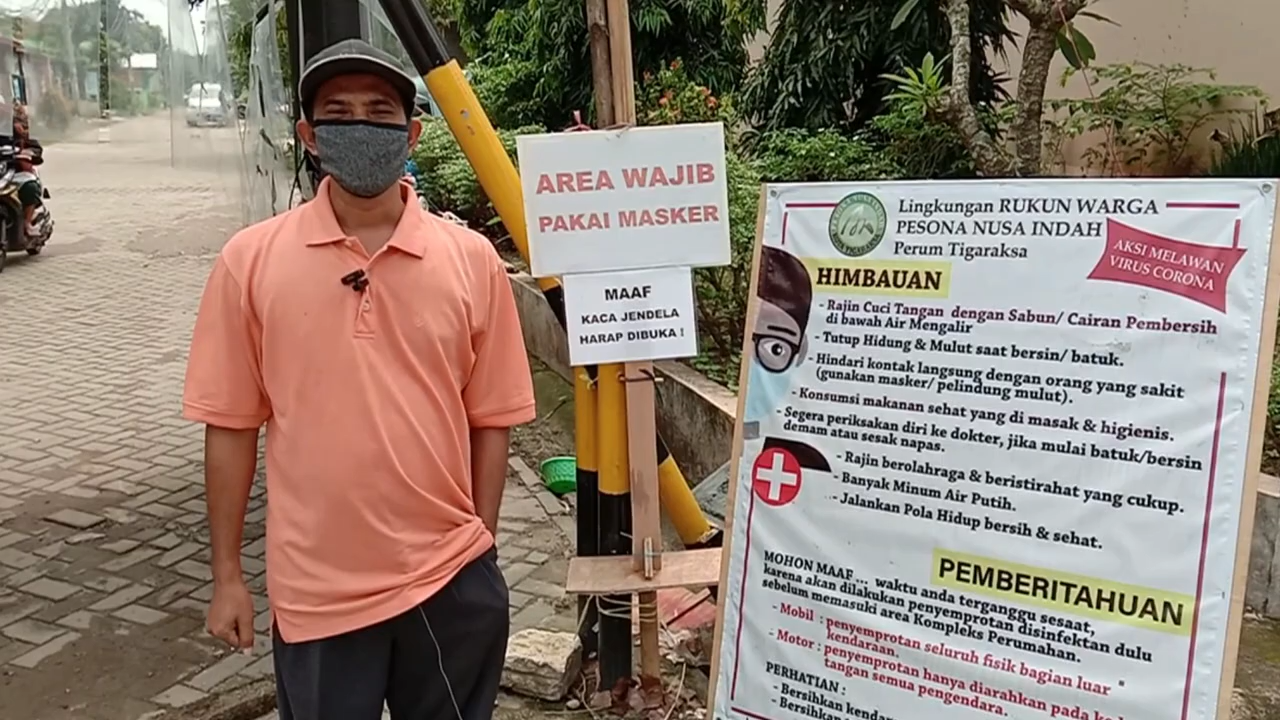 AREA WAJIB
PAKAI MASKER
MAAF
KACA JENDELA
HARAP DIBUKA !
Lingkungan RUKUN WARGA
PESONA NUSA INDAH
Perum Tigaraksa
AKSI MELAWAN
VIRUS CORONA
HIMBAUAN
- Rajin Cuci Tangan dengan Sabun/ Cairan Pembersih
di bawah Air Mengalir
- Tutup Hidung & Mulut saat bersin/ batuk.
- Hindari kontak langsung dengan orang yang sakit
(gunakan masker/ pelindung mulut).
- Konsumsi makanan sehat yang di masak & higienis.
- Segera periksakan diri ke dokter, jika mulai batuk/bersin
demam atau sesak napas.
- Rajin berolahraga & beristirahat yang cukup.
- Banyak Minum Air Putih.
- Jalankan Pola Hidup bersih & sehat.
PEMBERITAHUAN
MOHON MAAF... waktu anda terganggu sesaat,
karena akan dilakukan penyemprotan disinfektan dulu
sebelum memasuki area Kompleks Perumahan.
- Mobil : penyemprotan seluruh fisik bagian luar
kendaraan.
- Motor : penyemprotan hanya diarahkan pada
tangan semua pengendara.
PERHATIAN :
- Bersihkan
- Bersihkan